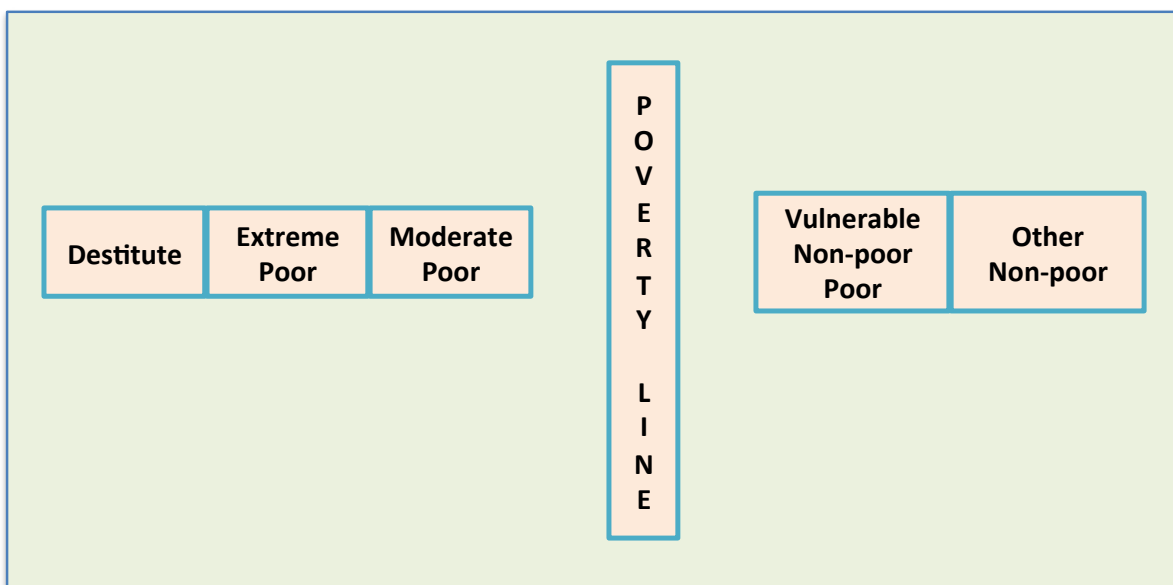 Destitute
Extreme
Poor
Moderate
Poor
P
O
V
E
R
T
Y
L
I
N
E
Vulnerable
Non-poor
Poor
Other
Non-poor